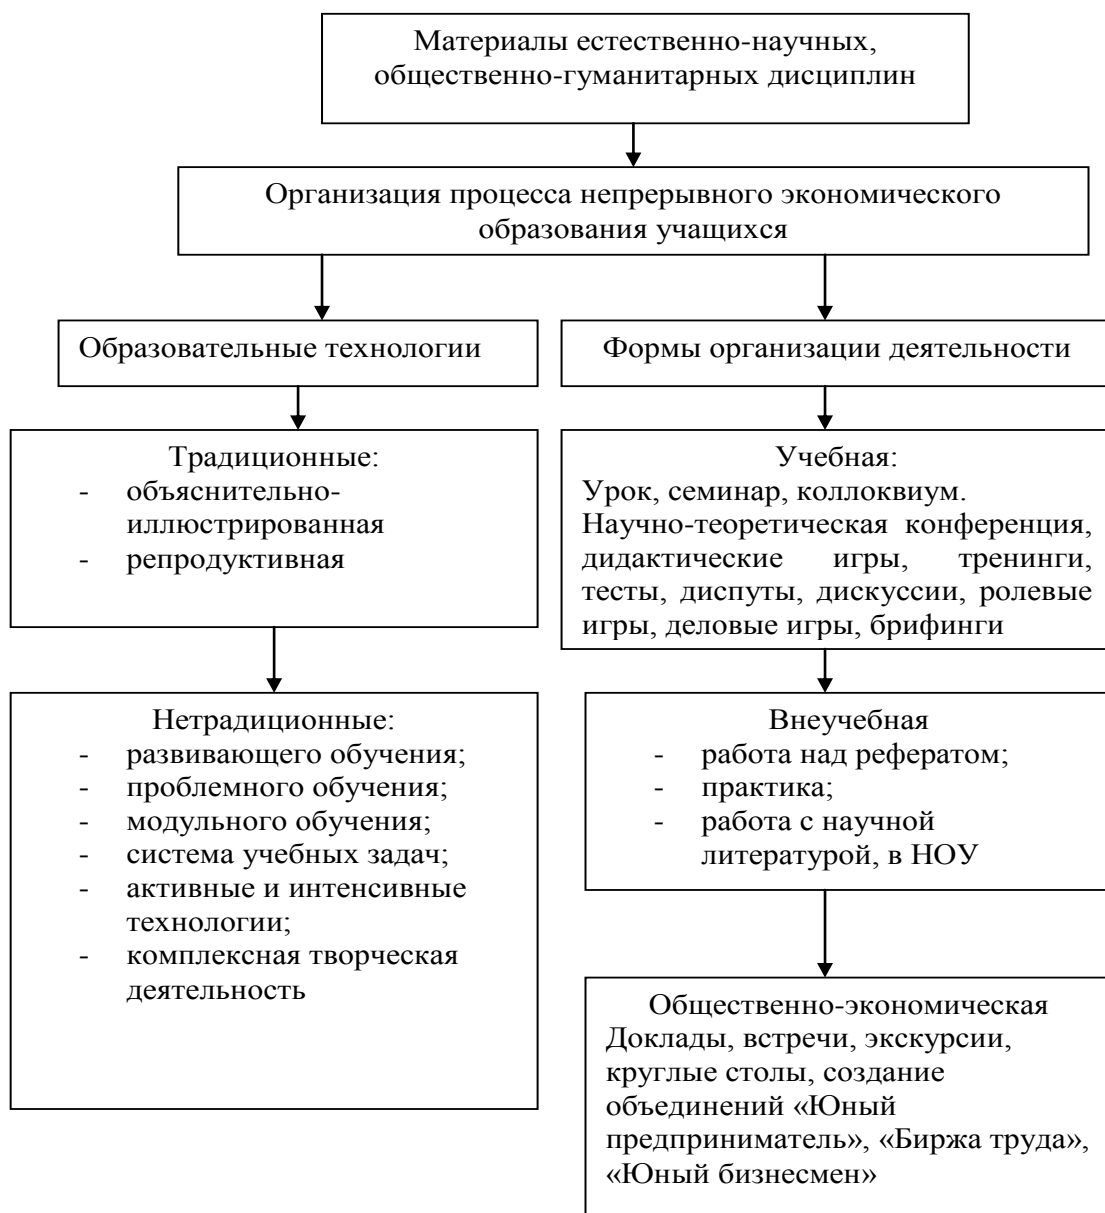 Материалы естественно-научных,
общественно-гуманитарных дисциплин
Организация процесса непрерывного экономического
образования учащихся
Образовательные технологии
Формы организации деятельности
Традиционные:
- объяснительно-
иллюстрированная
- репродуктивная
Учебная:
Урок, семинар, коллоквиум.
Научно-теоретическая конференция,
дидактические игры, тренинги,
тесты, диспуты, дискуссии, ролевые
игры, деловые игры, брифинги
Нетрадиционные:
- развивающего обучения;
- проблемного обучения;
- модульного обучения;
- система учебных задач;
- активные и интенсивные
технологии;
- комплексная творческая
деятельность
Внеучебная
- работа над рефератом;
- практика;
- работа с научной
литературой, в НОУ
Общественно-экономическая
Доклады, встречи, экскурсии,
круглые столы, создание
объединений «Юный
предприниматель», «Биржа труда»,
«Юный бизнесмен»